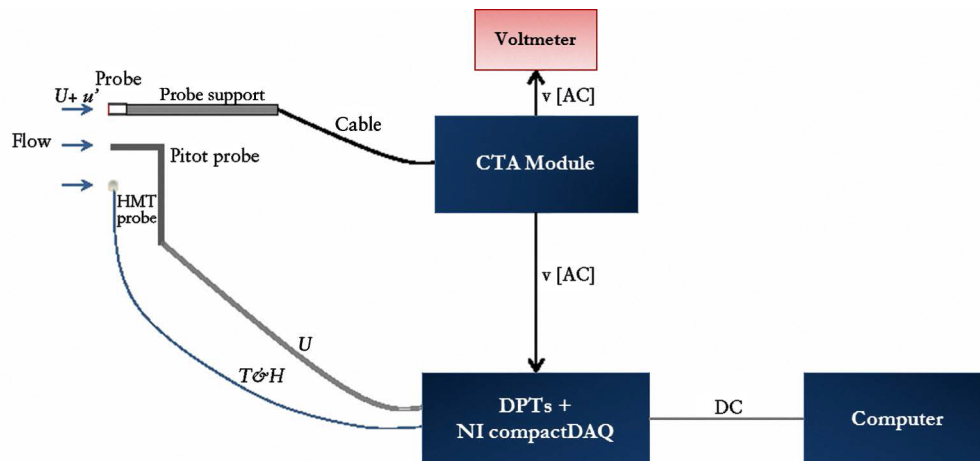 Voltmeter
Probe
U+ u'
Probe support
v [AC]
Cable
Flow
Pitot probe
CTA Module
HMT
probe
v [AC]
U
T&H
DPTs +
NI compactDAQ
DC
Computer